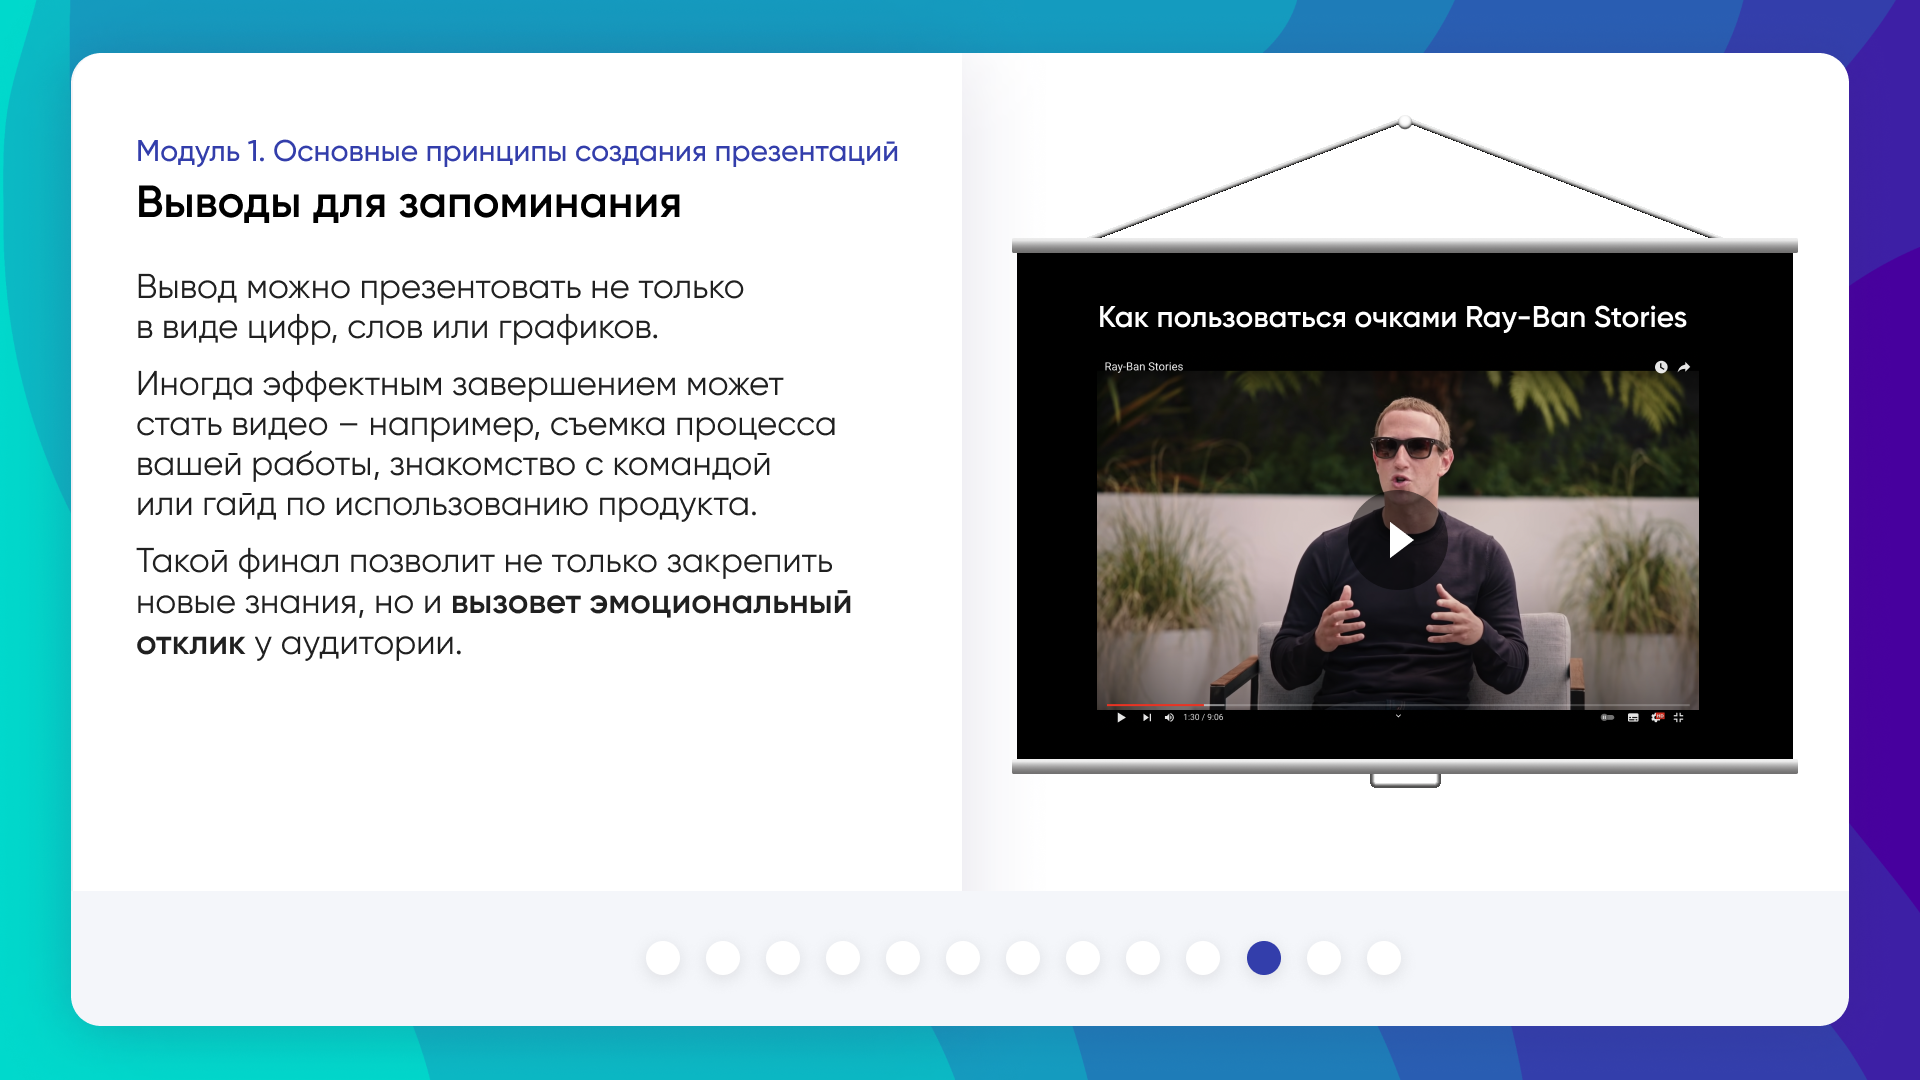 Модуль 1. Основные принципы создания презентаций
Выводы для запоминания
Вывод можно презентовать не только
в виде цифр, слов или графиков.
Иногда эффектным завершением может
стать видео – например, съемка процесса
вашей работы, знакомство с командой
или гайд по использованию продукта.
Такой финал позволит не только закрепить
новые знания, но и вызовет эмоциональный
отклик у аудитории.
Как пользоваться очками Ray-Ban Stories
Ray-Ban Stories
1:30 / 9:06